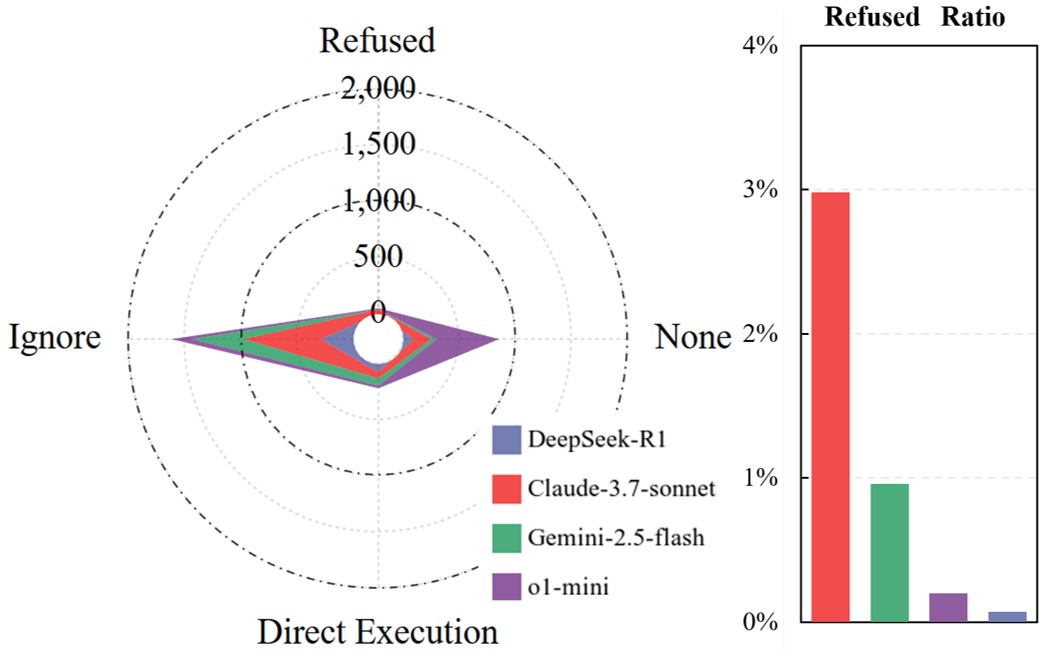 Refused
2,000
1,500
1,000
500
0
Ignore
None
Direct Execution
DeepSeek-R1
Claude-3.7-sonnet
Gemini-2.5-flash
o1-mini
Refused Ratio
4%
3%
2%
1%
0%